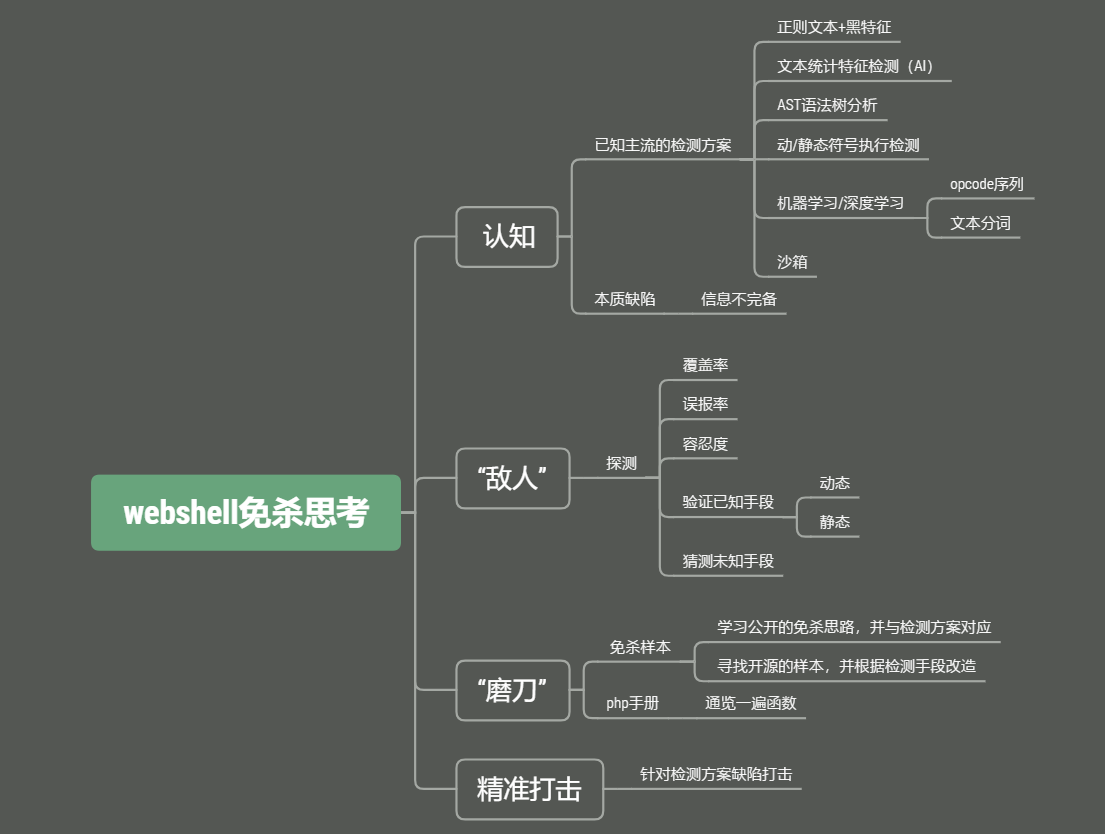 webshell免杀思考
认知
已知主流的检测方案
正则文本+黑特征
文本统计特征检测（AI）
AST语法树分析
动/静态符号执行检测
机器学习/深度学习
opcode序列
文本分词
沙箱
本质缺陷
信息不完备
“敌人”
探测
覆盖率
误报率
容忍度
验证已知手段
动态
静态
猜测未知手段
“磨刀”
免杀样本
学习公开的免杀思路，并与检测方案对应
寻找开源的样本，并根据检测手段改造
php手册
通览一遍函数
精准打击
针对检测方案缺陷打击